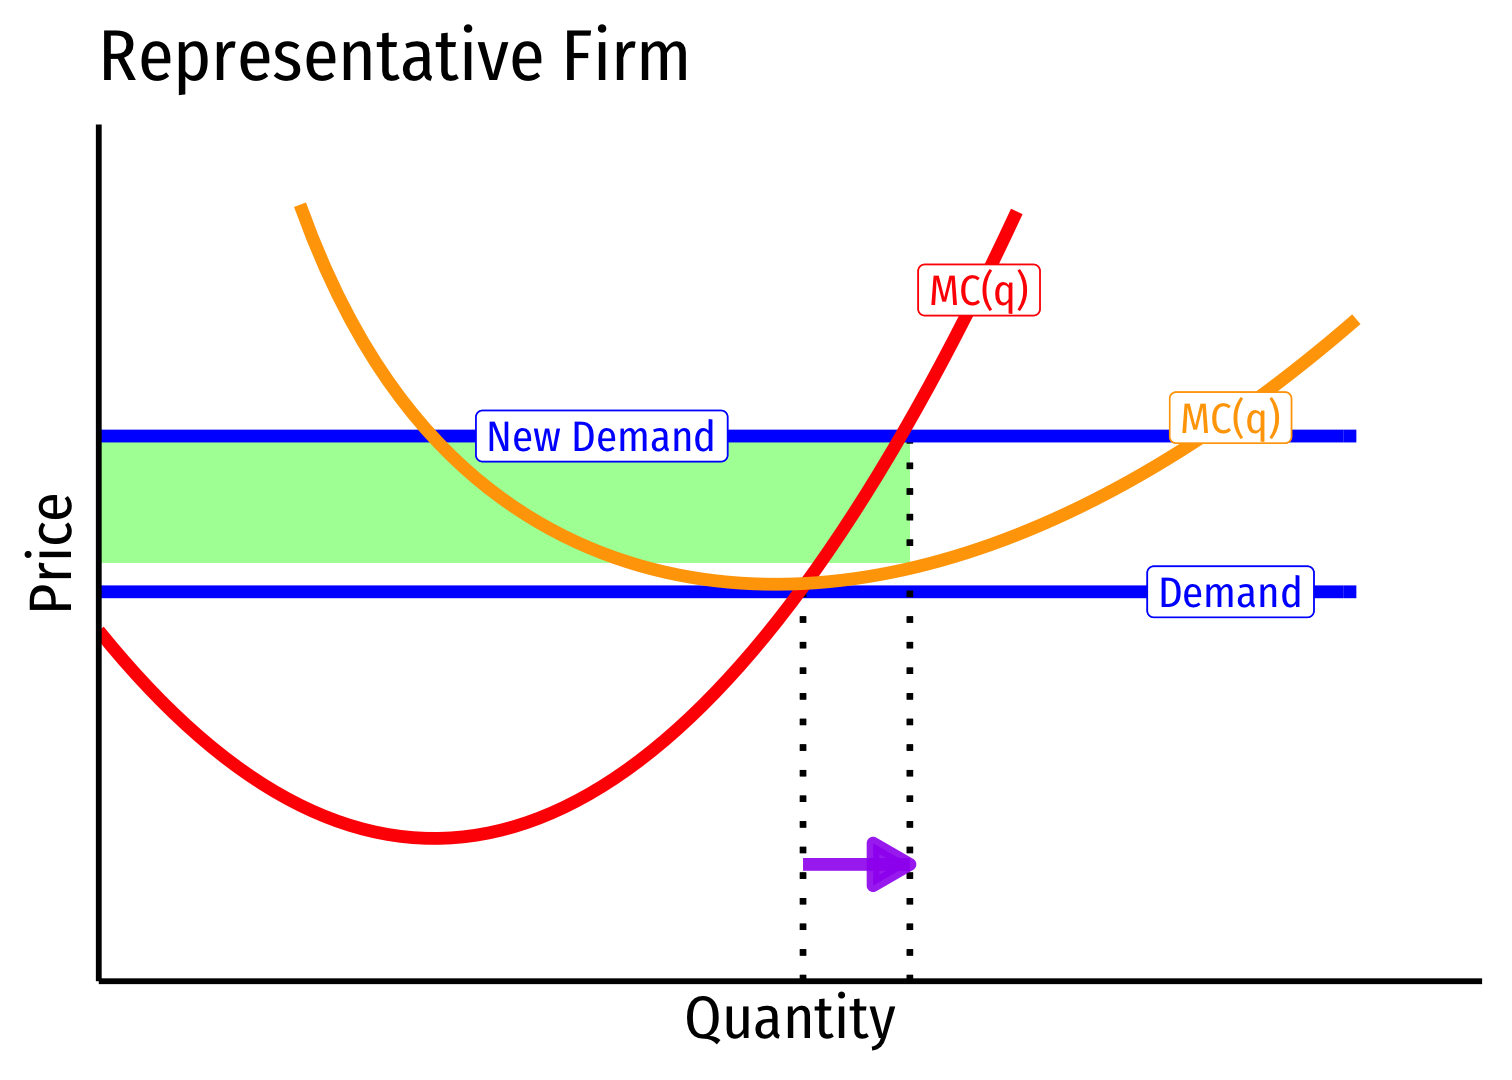 Representative Firm
MC(q)
MC(q)
New Demand
Demand
Price
Quantity